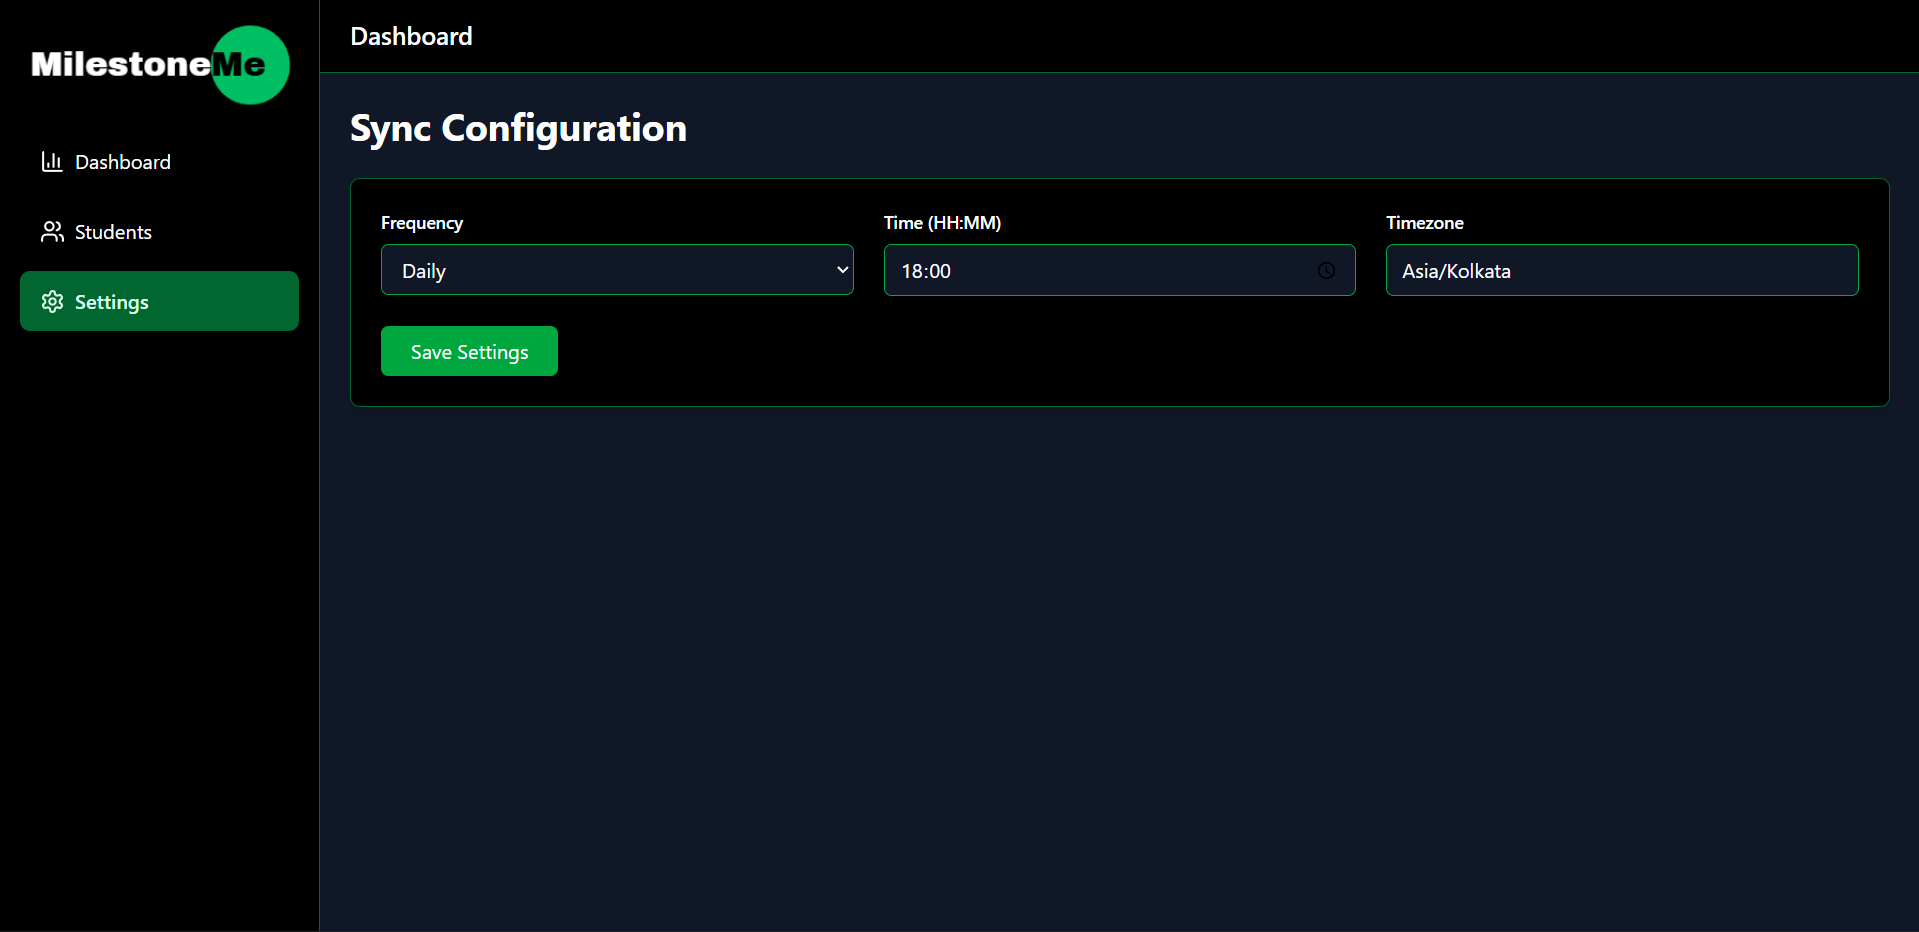 MilestoneMe
Dashboard
Students
Settings
Dashboard
Sync Configuration
Frequency
Daily
Time (HH:MM)
18:00
Timezone
Asia/Kolkata
Save Settings